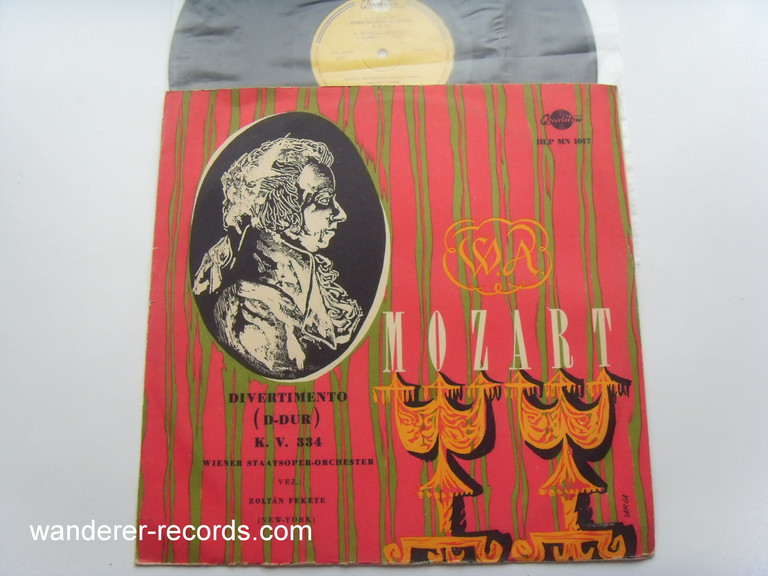 Qualiton
Qualiton
HLP MN 1017
W. A.
MOZART
DIVERTIMENTO
(D-DUR)
K. V. 334
WIENER STAATSOPER-ORCHESTER
VEZ.
ZOLTÁN FEKETE
(NEW-YORK)
wanderer-records.com